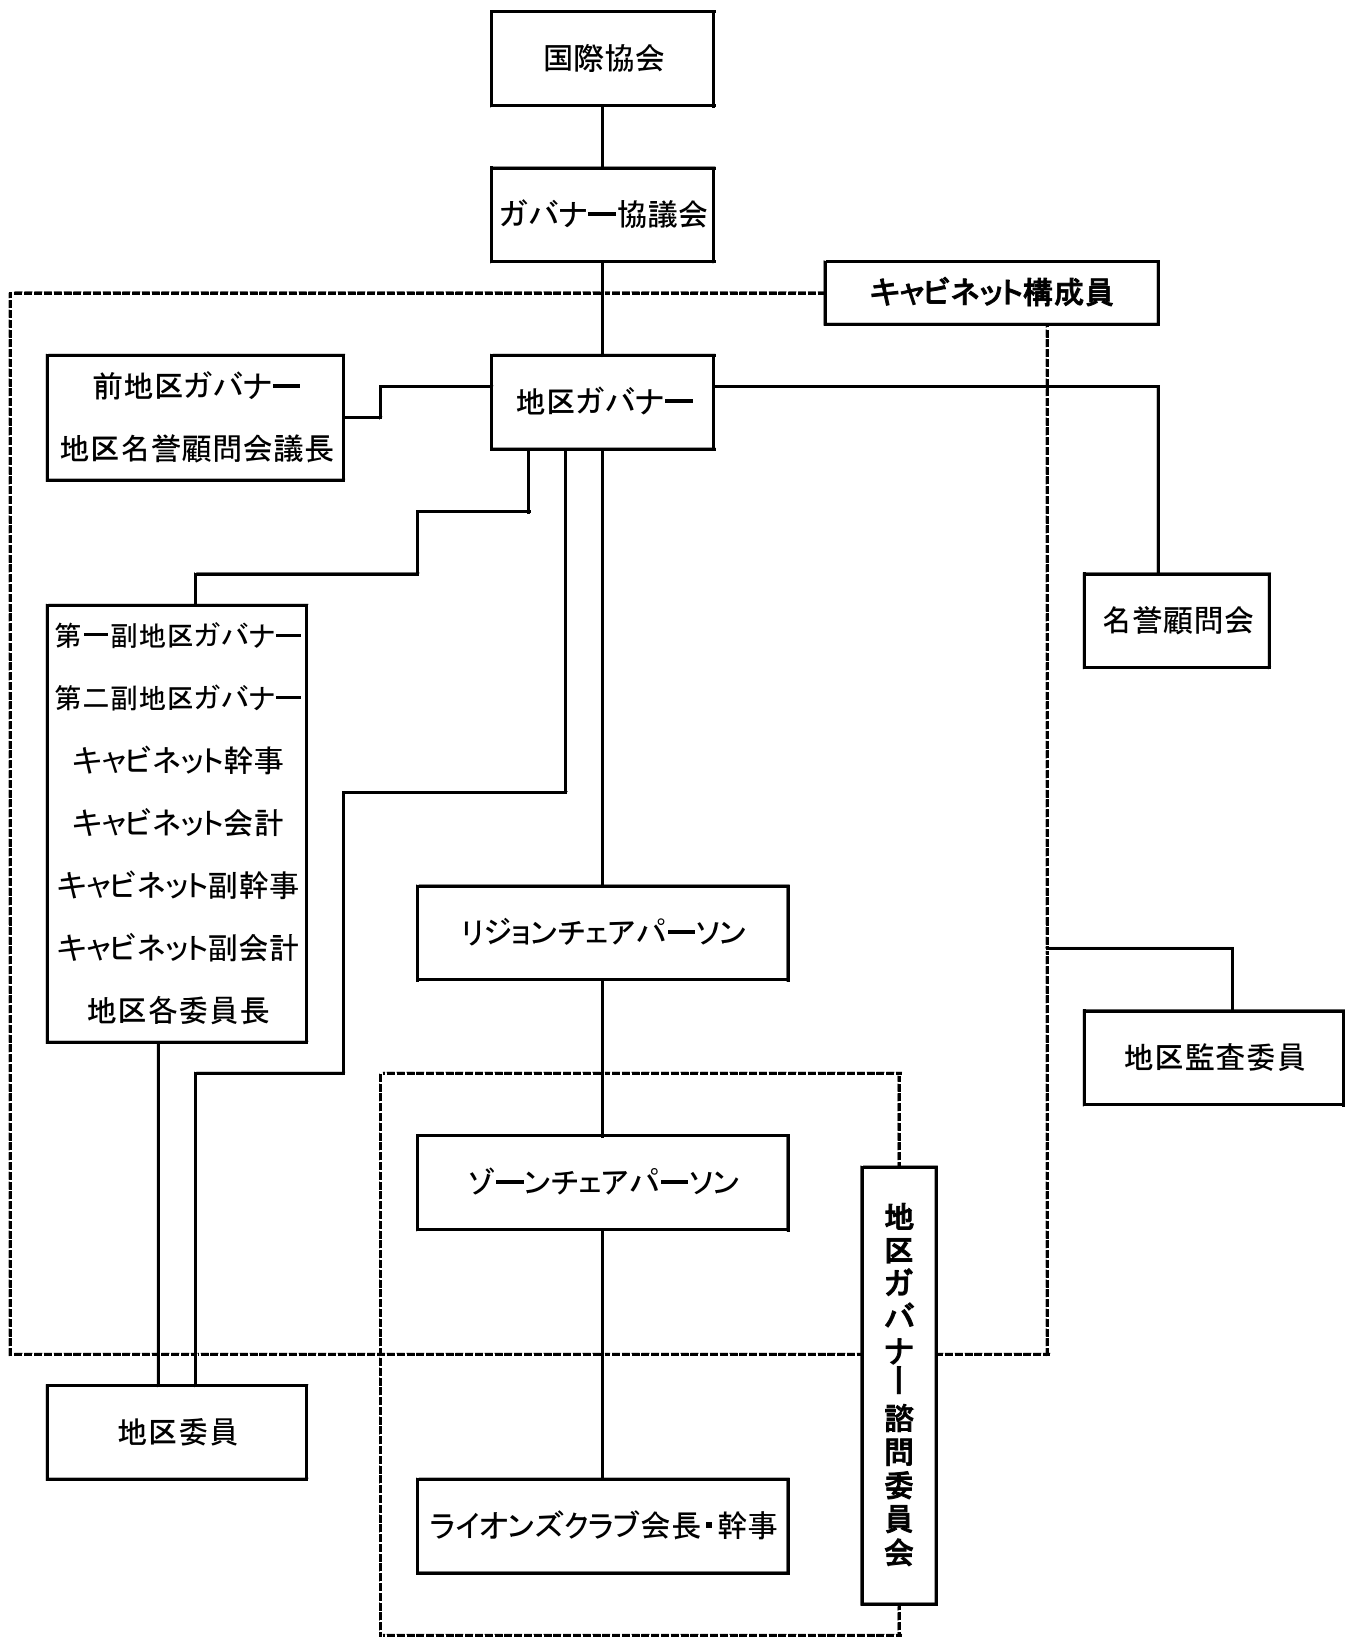 国際協会
ガバナー協議会
キャビネット構成員
前地区ガバナー
地区名誉顧問会議長
地区ガバナー
名誉顧問会
第一副地区ガバナー
第二副地区ガバナー
キャビネット幹事
キャビネット会計
キャビネット副幹事
キャビネット副会計
地区各委員長
リジョンチェアパーソン
地区監査委員
ゾーンチェアパーソン
地区ガバナー諮問委員会
地区委員
ライオンズクラブ会長・幹事